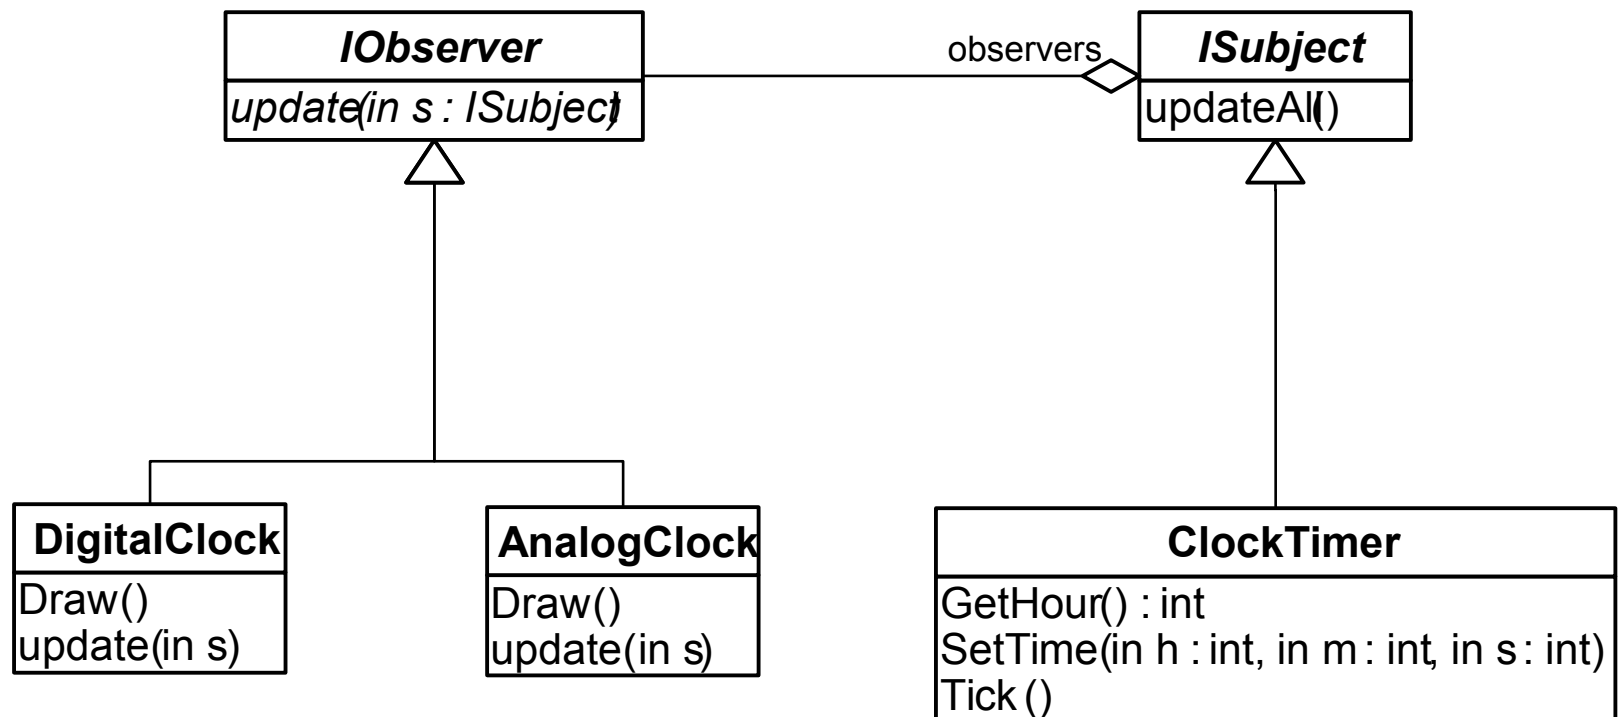 IObserver
update(in s : ISubject)
observers
ISubject
updateAll()
DigitalClock
Draw()
update(in s)
AnalogClock
Draw()
update(in s)
ClockTimer
GetHour() : int
SetTime(in h : int, in m : int, in s : int)
Tick ()